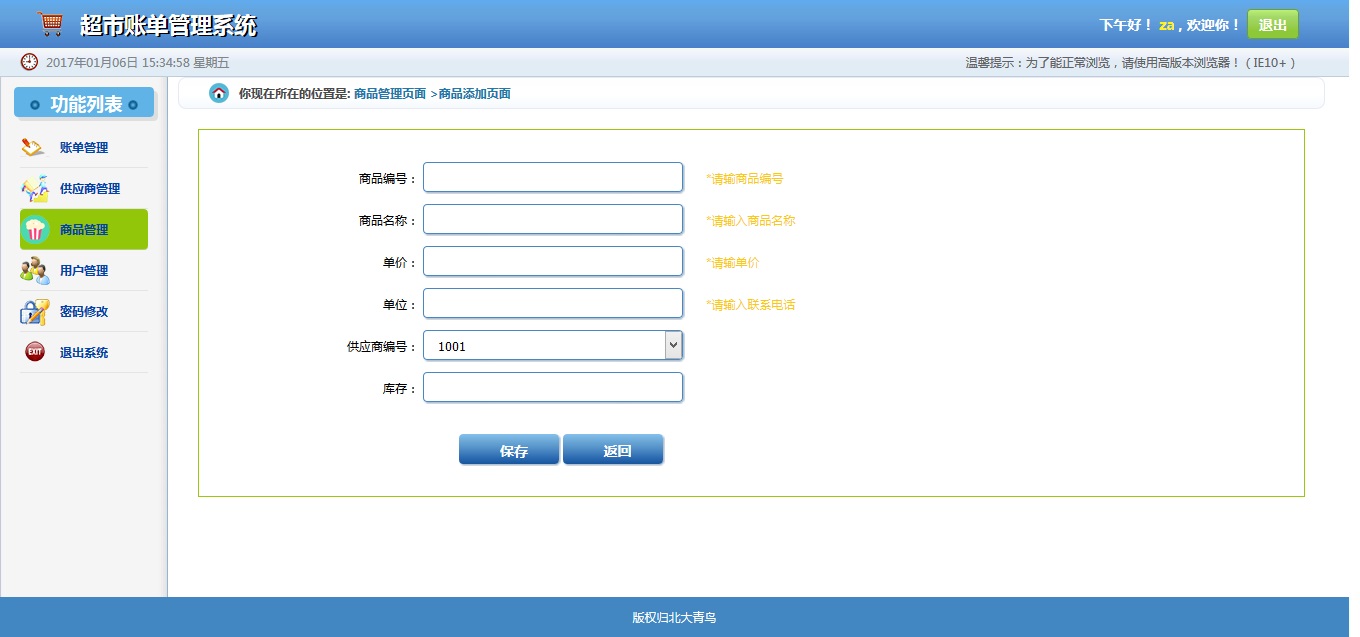 超市账单管理系统
下午好！ za , 欢迎你！ 退出
2017年01月06日 15:34:58 星期五
温馨提示：为了能正常浏览，请使用高版本浏览器！（IE10+）
功能列表
你现在所在的位置是: 商品管理页面 >商品添加页面
账单管理
供应商管理
商品管理
用户管理
密码修改
EXIT 退出系统
商品编号： *请输商品编号
商品名称： *请输入商品名称
单价： *请输单价
单位： *请输入联系电话
供应商编号： 1001
库存：
保存 返回
版权归北大青鸟